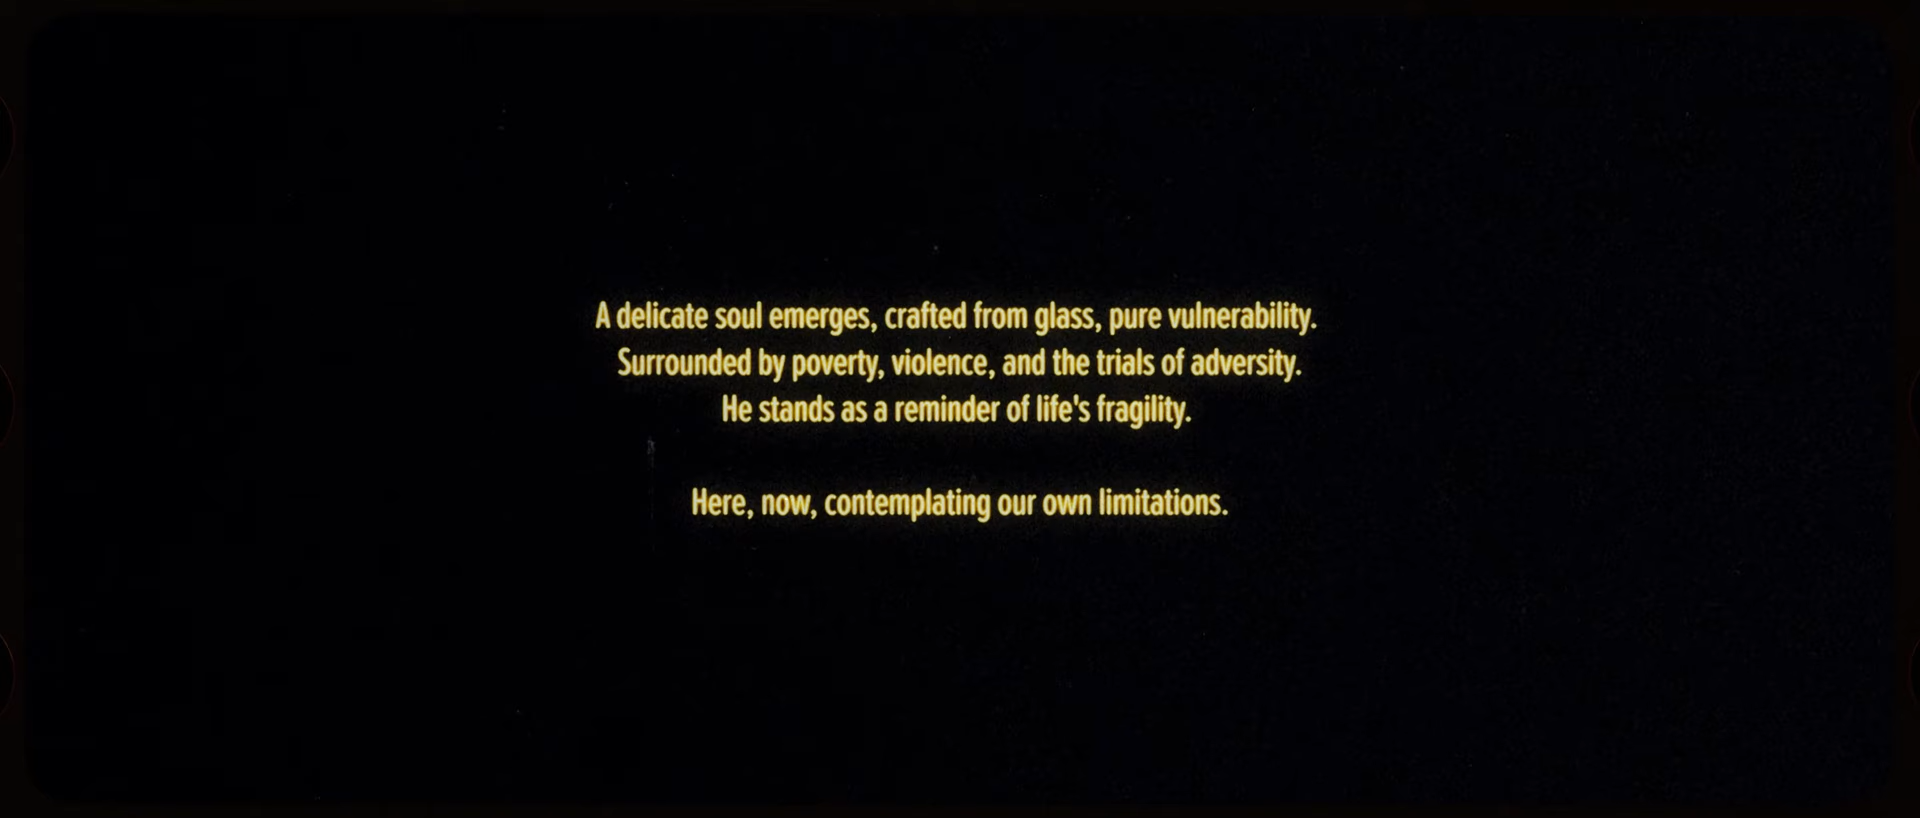 A delicate soul emerges, crafted from glass, pure vulnerability.
Surrounded by poverty, violence, and the trials of adversity.
He stands as a reminder of life's fragility.
Here, now, contemplating our own limitations.